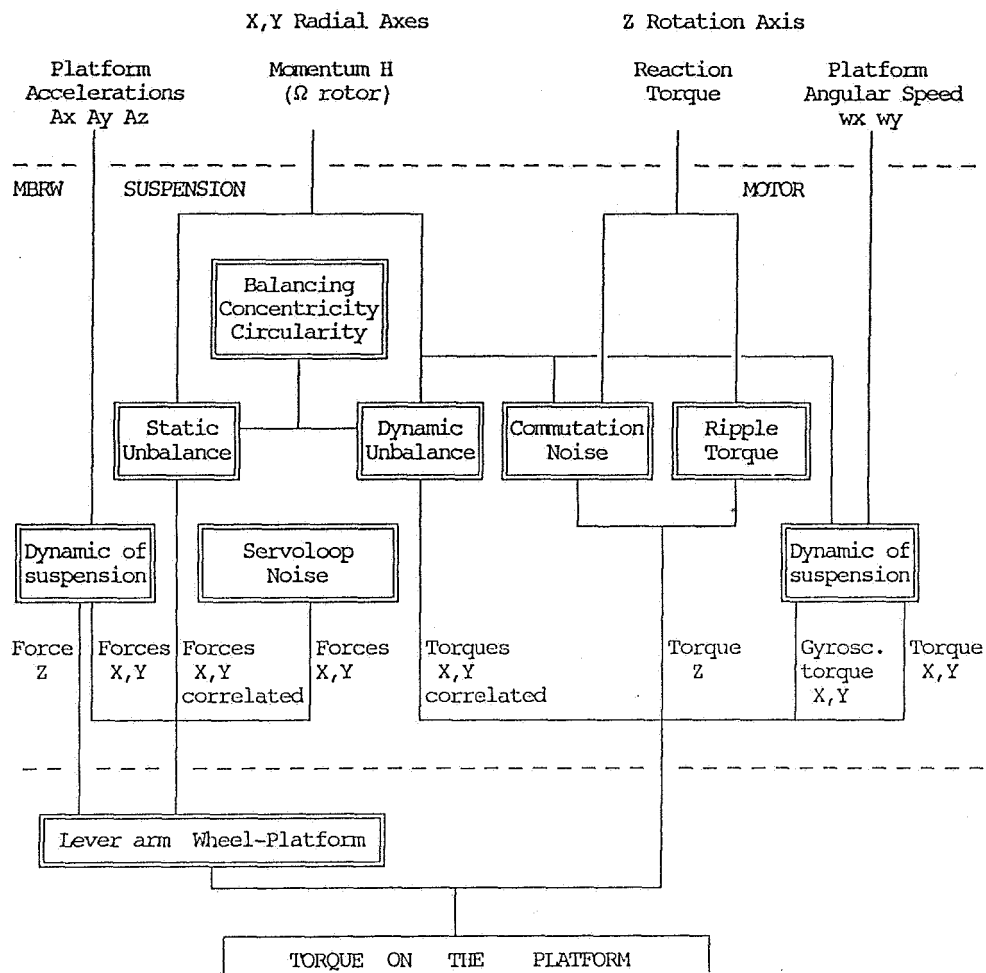 X,Y Radial Axes
Z Rotation Axis
Platform
Accelerations
Ax Ay Az
Momentum H
(Ω rotor)
Reaction
Torque
Platform
Angular Speed
wx wy
MBRW
SUSPENSION
MOTOR
Balancing
Concentricity
Circularity
Static
Unbalance
Dynamic
Unbalance
Commutation
Noise
Ripple
Torque
Dynamic of
suspension
Servoloop
Noise
Dynamic of
suspension
Force
Z
Forces
X,Y
Forces
X,Y
correlated
Forces
X,Y
Torques
X,Y
correlated
Torque
Z
Gyrosc.
torque
X,Y
Torque
X,Y
Lever arm Wheel-Platform
TORQUE ON THE PLATFORM